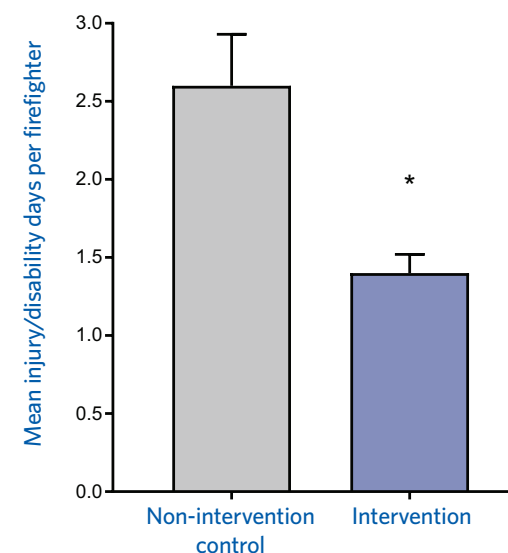 Mean injury/disability days per firefighter
3.0
2.5
2.0
1.5
1.0
0.5
0.0
*
Non-intervention
control
Intervention